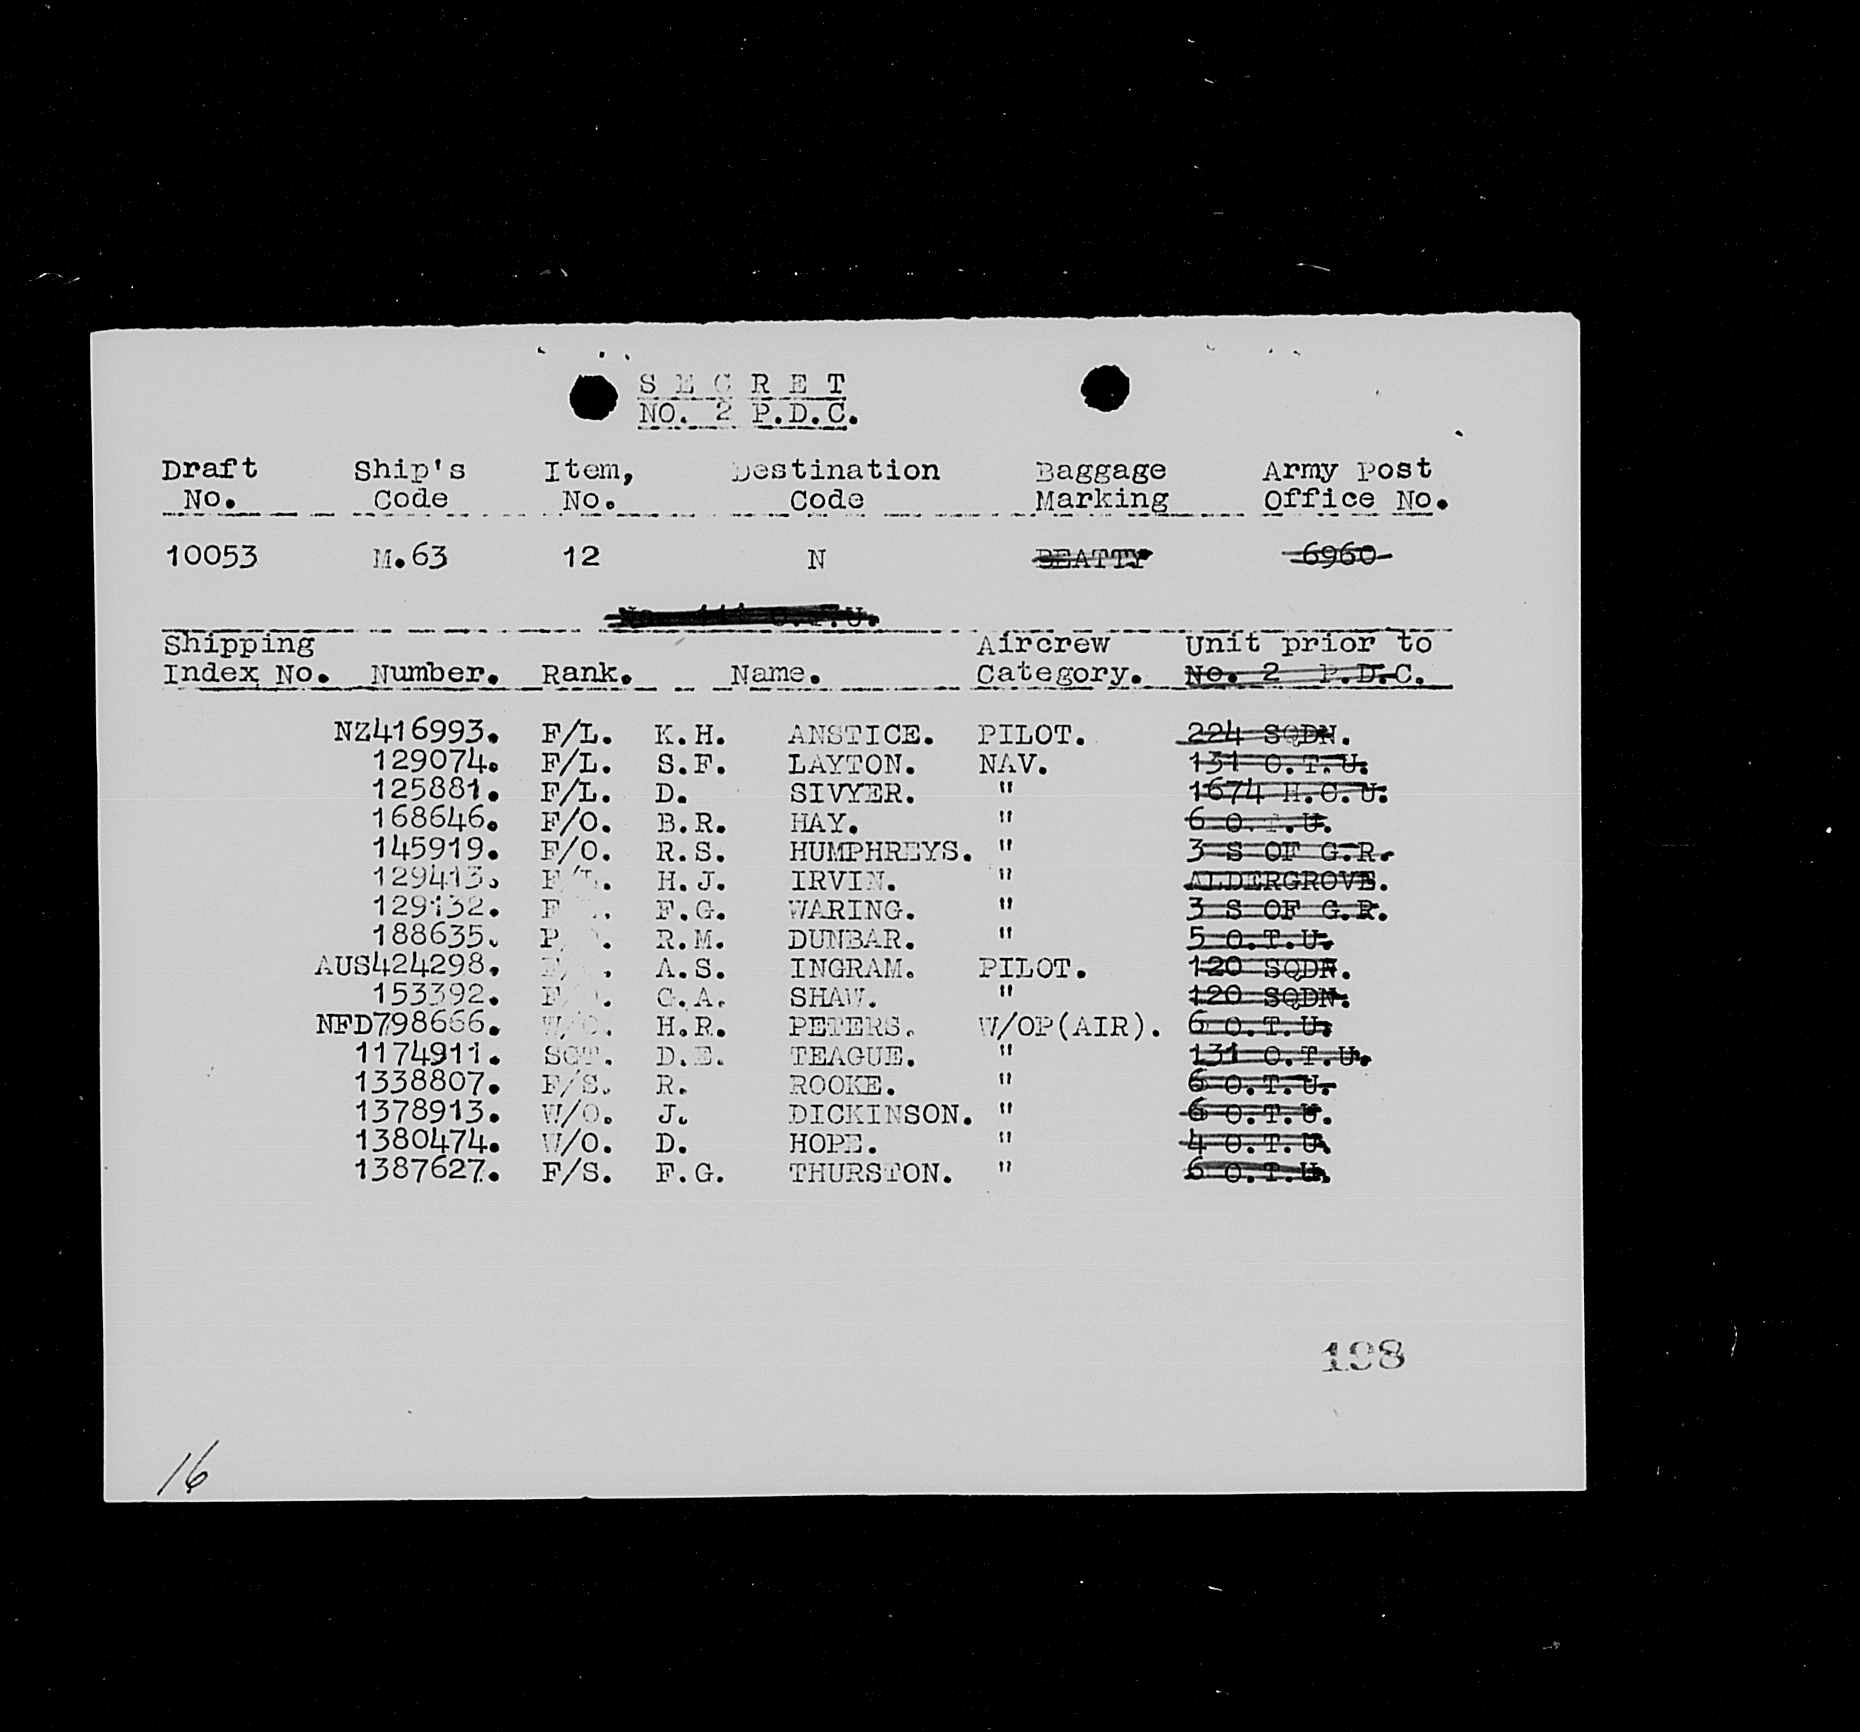 S E C R E T
NO. 2 P.D.C.
Draft Ship's Item, Destination Baggage Army Post
No. Code No. Code Marking Office No.
10053 M.63 12 N BEATTY 6960
Shipping Aircrew Unit prior to
Index No. Number. Rank. Name. Category. No. 2 P.D.C.
NZ416993. F/L. K.H. ANSTICE. PILOT. 224 SQDN.
129074. F/L. S.F. LAYTON. NAV. 131 O.T.U.
125881. F/L. D. SIVYER. " 1674 H.C.U.
168646. F/O. B.R. HAY. " 6 O.T.U.
145919. F/O. R.S. HUMPHREYS. " 3 S OF G.R.
129413. F/L. H.J. IRVIN. " ALDERGROVE.
129132. F.G. WARING. " 3 S OF G.R.
188635. R.M. DUNBAR. " 5 O.T.U.
AUS424298. A.S. INGRAM. PILOT. 120 SQDN.
153392. C.A. SHAW. " 120 SQDN.
NFD798666. W/O. H.R. PETERS. W/OP(AIR). 6 O.T.U.
1174911. SGT. D.E. TEAGUE. " 131 O.T.U.
1338807. F/S. R. ROOKE. " 6 O.T.U.
1378913. W/O. J. DICKINSON. " 6 O.T.U.
1380474. W/O. D. HOPE. " 4 O.T.U.
1387627. F/S. F.G. THURSTON. " 6 O.T.U.
198
16